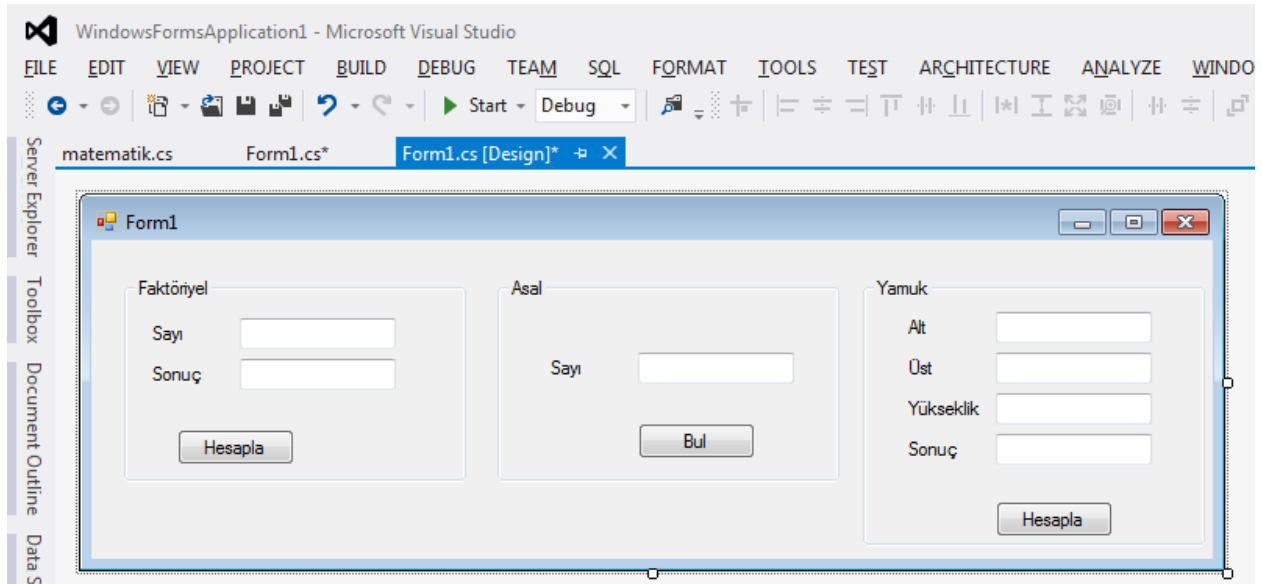 WindowsFormsApplication1 - Microsoft Visual Studio
FILE EDIT VIEW PROJECT BUILD DEBUG TEAM SQL FORMAT TOOLS TEST ARCHITECTURE ANALYZE WINDO
Start Debug
Server Explorer
Toolbox
Document Outline
Data S
matematik.cs Form1.cs* Form1.cs [Design]*
Form1
Faktöriyel
Sayı
Sonuç
Hesapla
Asal
Sayı
Bul
Yamuk
Alt
Üst
Yükseklik
Sonuç
Hesapla